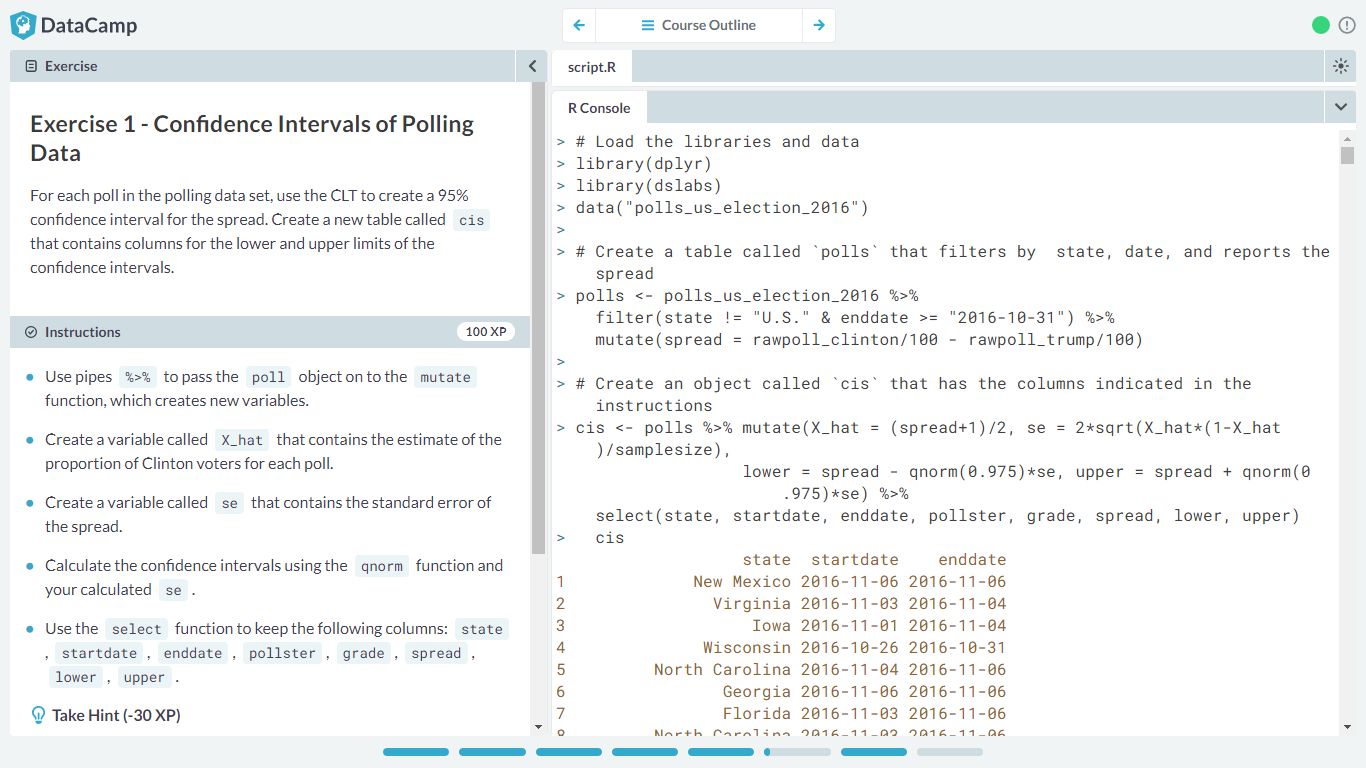 DataCamp
Course Outline
Exercise
Exercise 1 - Confidence Intervals of Polling
Data
For each poll in the polling data set, use the CLT to create a 95%
confidence interval for the spread. Create a new table called cis
that contains columns for the lower and upper limits of the
confidence intervals.
Instructions
100 XP
Use pipes %>% to pass the poll object on to the mutate
function, which creates new variables.
Create a variable called X_hat that contains the estimate of the
proportion of Clinton voters for each poll.
Create a variable called se that contains the standard error of
the spread.
Calculate the confidence intervals using the qnorm function and
your calculated se .
Use the select function to keep the following columns: state
, startdate , enddate , pollster , grade , spread ,
lower , upper .
Take Hint (-30 XP)
script.R
R Console
> # Load the libraries and data
> library(dplyr)
> library(dslabs)
> data("polls_us_election_2016")
>
> # Create a table called `polls` that filters by  state, date, and reports the
spread
> polls <- polls_us_election_2016 %>%
filter(state != "U.S." & enddate >= "2016-10-31") %>%
mutate(spread = rawpoll_clinton/100 - rawpoll_trump/100)
>
> # Create an object called `cis` that has the columns indicated in the
instructions
> cis <- polls %>% mutate(X_hat = (spread+1)/2, se = 2*sqrt(X_hat*(1-X_hat
)/samplesize),
lower = spread - qnorm(0.975)*se, upper = spread + qnorm(0
.975)*se) %>%
select(state, startdate, enddate, pollster, grade, spread, lower, upper)
> cis
state startdate enddate
1 New Mexico 2016-11-06 2016-11-06
2 Virginia 2016-11-03 2016-11-04
3 Iowa 2016-11-01 2016-11-04
4 Wisconsin 2016-10-26 2016-10-31
5 North Carolina 2016-11-04 2016-11-06
6 Georgia 2016-11-06 2016-11-06
7 Florida 2016-11-03 2016-11-06
8 North Carolina 2016-11-03 2016-11-06